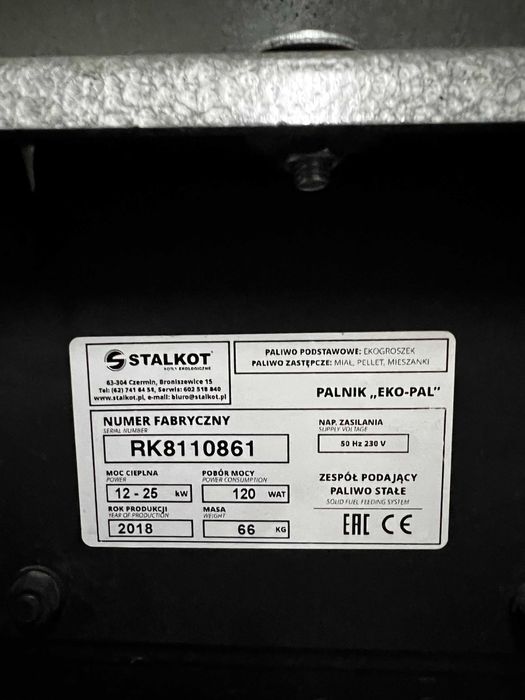 STALKOT
KOTŁY EKOLOGICZNE
63-304 Czermin, Broniszewice 15
Tel: (62) 741 64 58, Serwis: 602 518 840
www.stalkot.pl, e-mail: biuro@stalkot.pl
PALIWO PODSTAWOWE: EKOGROSZEK
PALIWO ZASTĘPCZE: MIAŁ, PELLET, MIESZANKI
PALNIK „EKO-PAL”
NUMER FABRYCZNY
SERIAL NUMBER
RK8110861
NAP. ZASILANIA
SUPPLY VOLTAGE
50 Hz 230 V
MOC CIEPLNA
POWER
12 - 25 kW
POBÓR MOCY
POWER CONSUMPTION
120 WAT
ZESPÓŁ PODAJĄCY
PALIWO STAŁE
SOLID FUEL FEEDING SYSTEM
ROK PRODUKCJI
YEAR OF PRODUCTION
2018
MASA
WEIGHT
66 KG
EAC CE